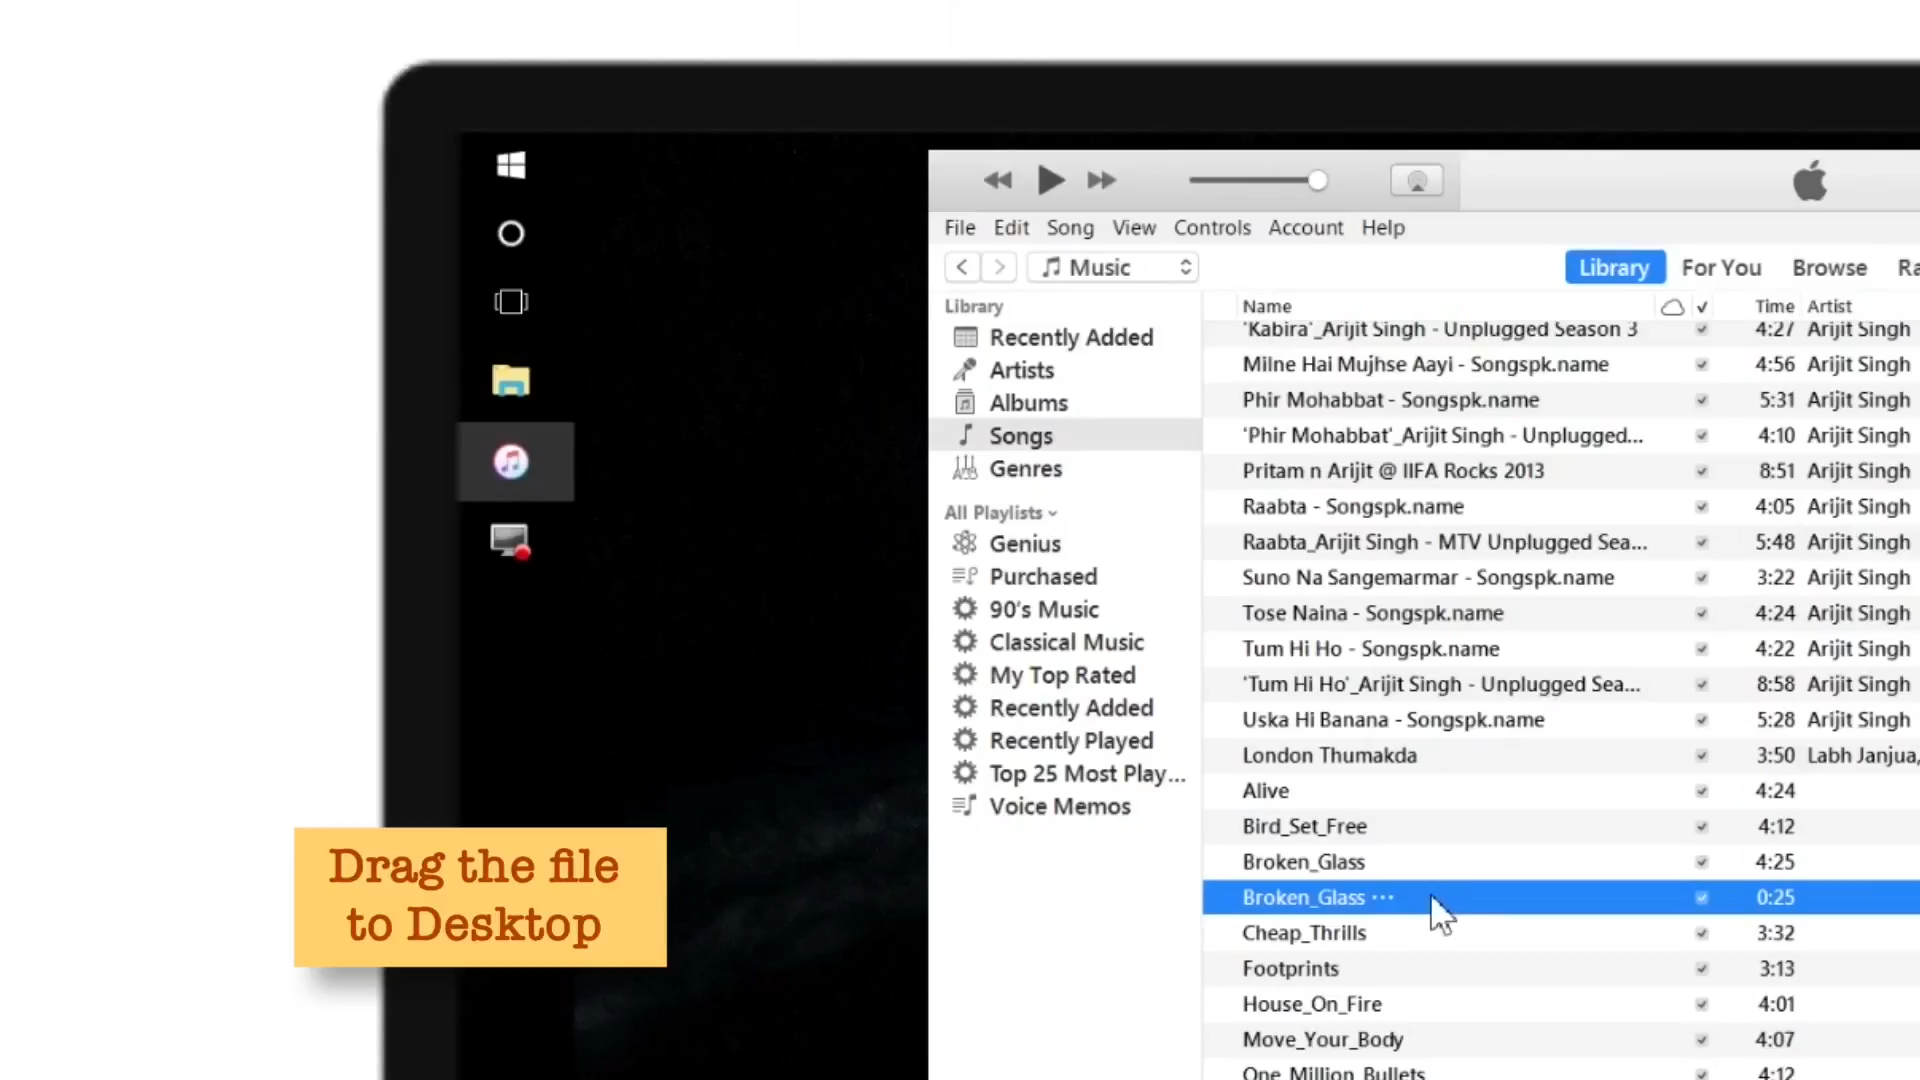 File Edit Song View Controls Account Help
Music
Library For You Browse
Library
Recently Added
Artists
Albums
Songs
Genres
All Playlists
Genius
Purchased
90's Music
Classical Music
My Top Rated
Recently Added
Recently Played
Top 25 Most Play...
Voice Memos
Name Time Artist
'Kabira'_Arijit Singh - Unplugged Season 3 4:27 Arijit Singh
Milne Hai Mujhse Aayi - Songspk.name 4:56 Arijit Singh
Phir Mohabbat - Songspk.name 5:31 Arijit Singh
'Phir Mohabbat'_Arijit Singh - Unplugged... 4:10 Arijit Singh
Pritam n Arijit @ IIFA Rocks 2013 8:51 Arijit Singh
Raabta - Songspk.name 4:05 Arijit Singh
Raabta_Arijit Singh - MTV Unplugged Sea... 5:48 Arijit Singh
Suno Na Sangemarmar - Songspk.name 3:22 Arijit Singh
Tose Naina - Songspk.name 4:24 Arijit Singh
Tum Hi Ho - Songspk.name 4:22 Arijit Singh
'Tum Hi Ho'_Arijit Singh - Unplugged Sea... 8:58 Arijit Singh
Uska Hi Banana - Songspk.name 5:28 Arijit Singh
London Thumakda 3:50 Labh Janjua,
Alive 4:24
Bird_Set_Free 4:12
Broken_Glass 4:25
Broken_Glass ... 0:25
Cheap_Thrills 3:32
Footprints 3:13
House_On_Fire 4:01
Move_Your_Body 4:07
One_Million_Bullets 4:12
Drag the file
to Desktop